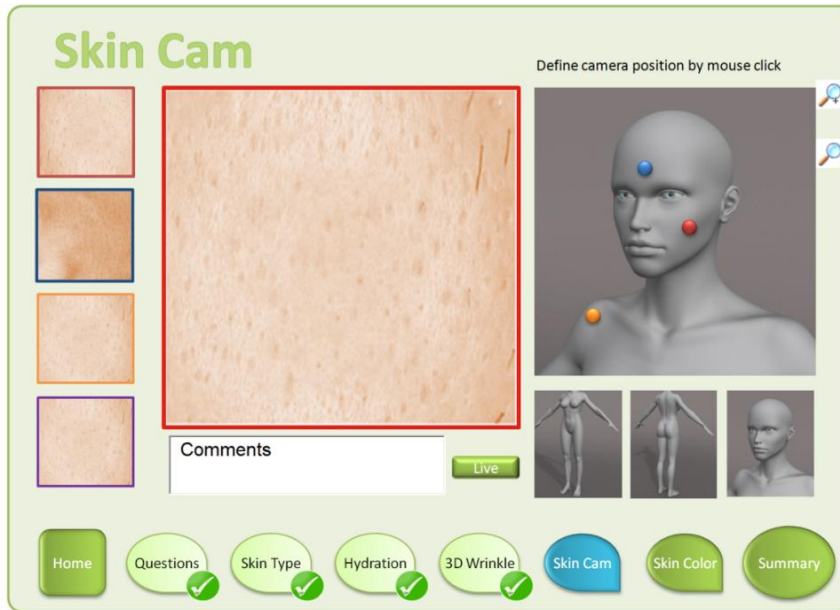 Skin Cam
Define camera position by mouse click
Comments
Live
Home
Questions
Skin Type
Hydration
3D Wrinkle
Skin Cam
Skin Color
Summary